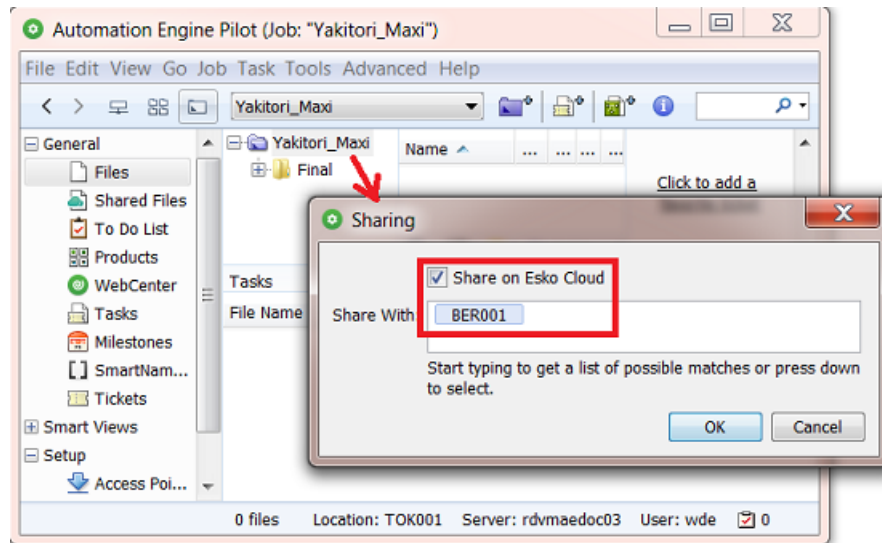 Automation Engine Pilot (Job: "Yakitori_Maxi")
File Edit View Go Job Task Tools Advanced Help
Yakitori_Maxi
General
Files
Shared Files
To Do List
Products
WebCenter
Tasks
Milestones
SmartNam...
Tickets
Smart Views
Setup
Access Poi...
Yakitori_Maxi
Final
Name ... ... ... ...
Click to add a
Tasks
File Name
Sharing
Share on Esko Cloud
Share With: BER001
Start typing to get a list of possible matches or press down
to select.
OK Cancel
0 files Location: TOK001 Server: rdvmaedoc03 User: wde 0